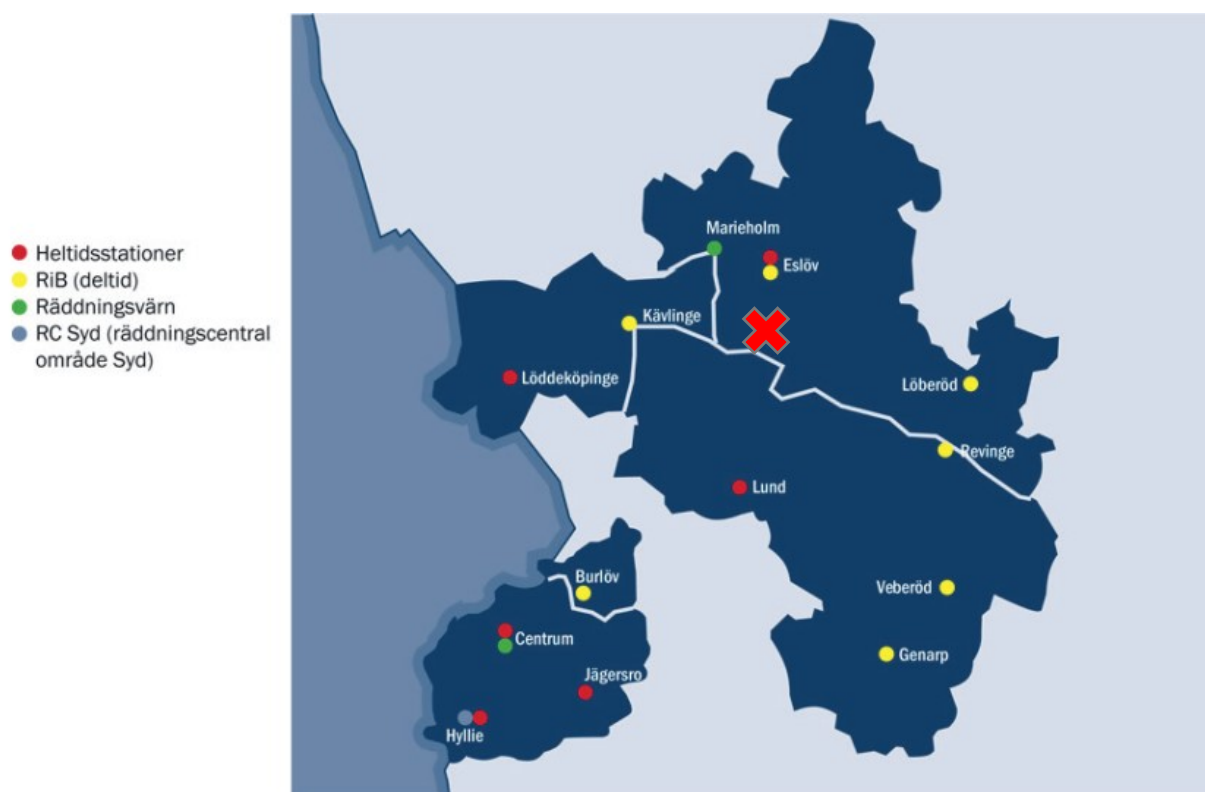 Heltidsstationer
RiB (deltid)
Räddningsvärn
RC Syd (räddningscentral
område Syd)
Marieholm
Eslöv
Kävlinge
Löddeköpinge
Löberöd
Revinge
Lund
Burlöv
Veberöd
Centrum
Genarp
Jägersro
Hyllie